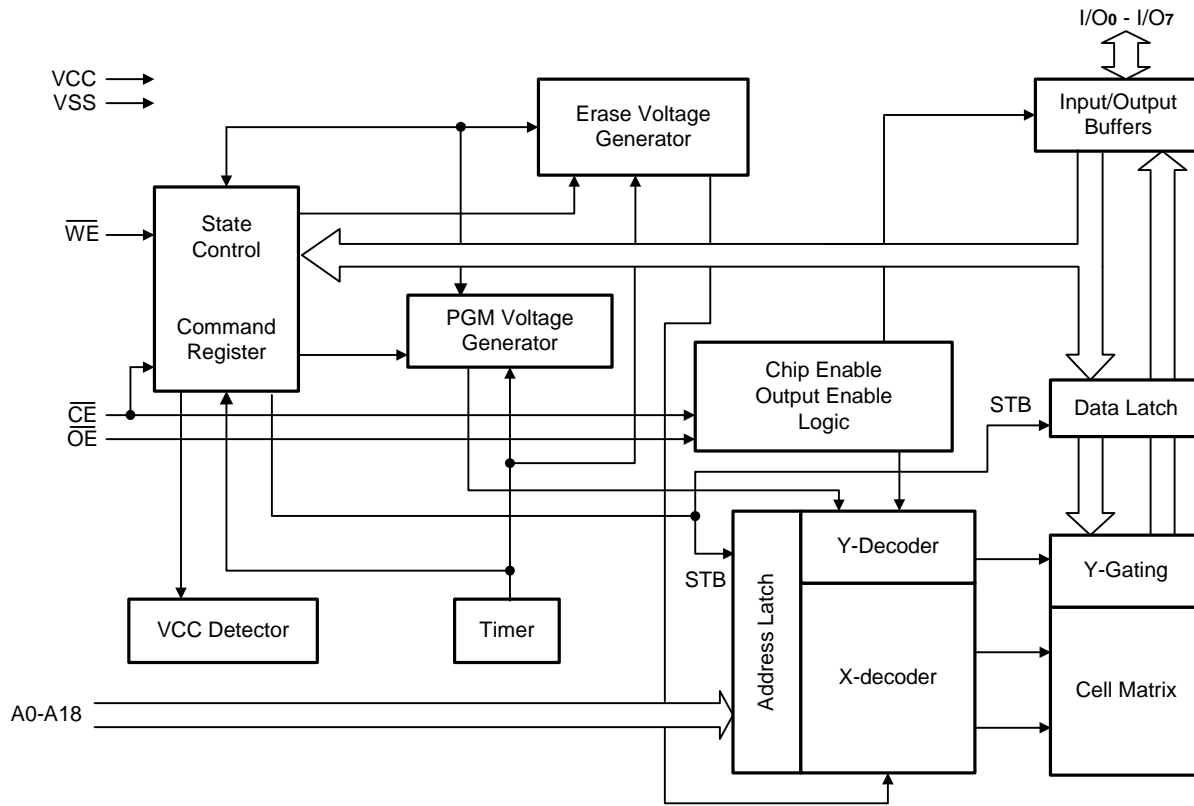 I/O0 - I/O7
VCC
VSS
Erase Voltage
Generator
Input/Output
Buffers
WE
State
Control
PGM Voltage
Generator
Command
Register
Chip Enable
Output Enable
Logic
CE
OE
STB
Data Latch
Y-Decoder
Y-Gating
STB
Address Latch
VCC Detector
Timer
X-decoder
Cell Matrix
A0-A18